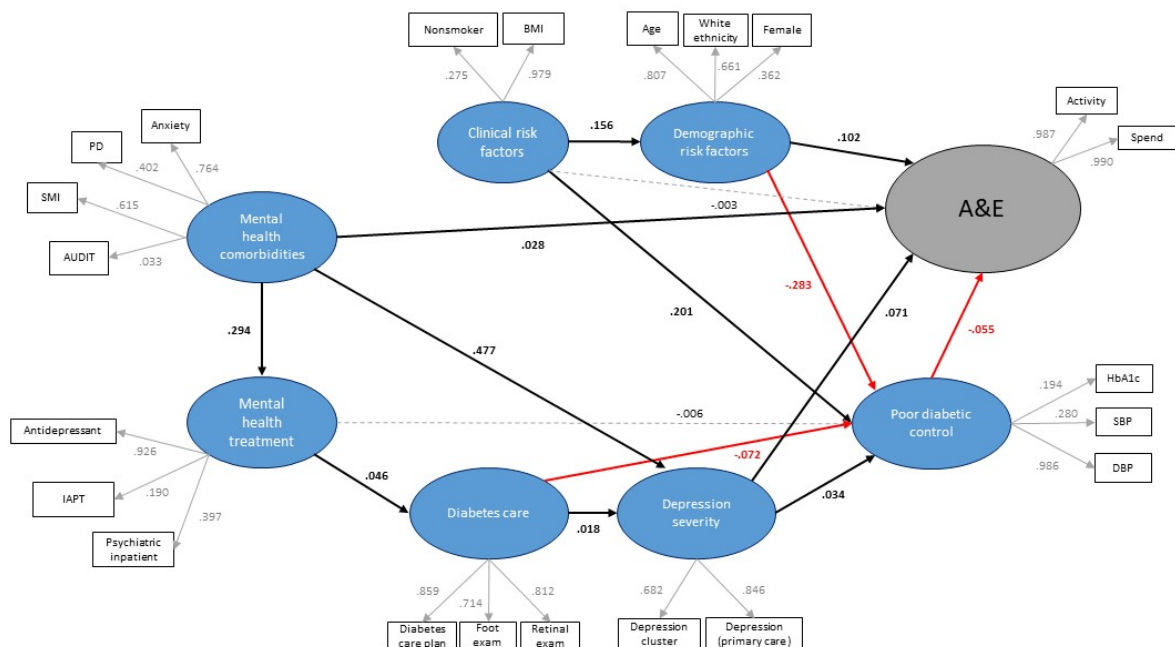 Nonsmoker
BMI
Age
White
ethnicity
Female
.275
.979
.807
.661
.362
Activity
Spend
.987
.990
Anxiety
PD
SMI
AUDIT
.764
.402
.615
.033
Clinical risk
factors
.156
Demographic
risk factors
.102
A&E
Mental
health
comorbidities
-.003
.028
-.283
.201
.071
-.055
.294
.477
Mental
health
treatment
-.006
Poor diabetic
control
HbA1c
SBP
DBP
.194
.280
.986
Antidepressant
IAPT
Psychiatric
inpatient
.926
.190
.397
.046
-.072
.034
Diabetes care
.018
Depression
severity
.859
.714
.812
.682
.846
Diabetes
care plan
Foot
exam
Retinal
exam
Depression
cluster
Depression
(primary care)